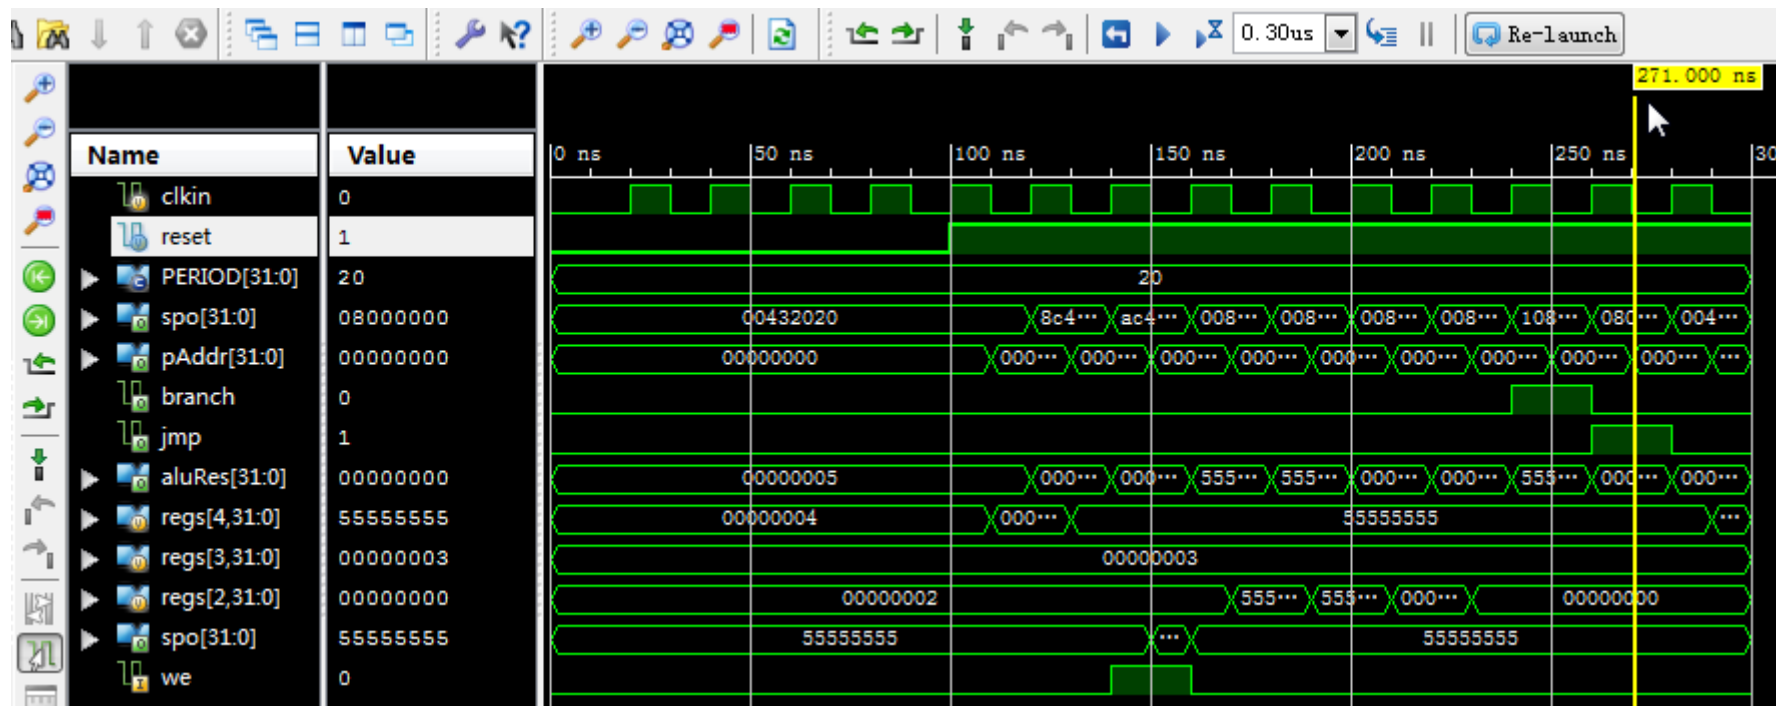 0.30us Re-launch
271.000 ns
Name Value 0 ns 50 ns 100 ns 150 ns 200 ns 250 ns 30
clkin 0
reset 1
PERIOD[31:0] 20 20
spo[31:0] 08000000 00432020 8c4··· ac4··· 008··· 008··· 008··· 008··· 108··· 080··· 004···
pAddr[31:0] 00000000 00000000 000··· 000··· 000··· 000··· 000··· 000··· 000··· 000··· 000··· ···
branch 0
jmp 1
aluRes[31:0] 00000000 00000005 000··· 000··· 555··· 555··· 000··· 000··· 555··· 000··· 000···
regs[4,31:0] 55555555 00000004 000··· 55555555 ···
regs[3,31:0] 00000003 00000003
regs[2,31:0] 00000000 00000002 555··· 555··· 000··· 00000000
spo[31:0] 55555555 55555555 ··· 55555555
we 0